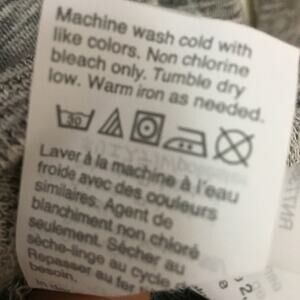 Machine wash cold with
like colors. Non chlorine
bleach only. Tumble dry
low. Warm iron as needed.
30
Laver à la machine à l'eau
froide avec des couleurs
similaires. Agent de
blanchiment non chloré
seulement. Sécher au
sèche-linge au cycle
Repasser au fer
besoin.